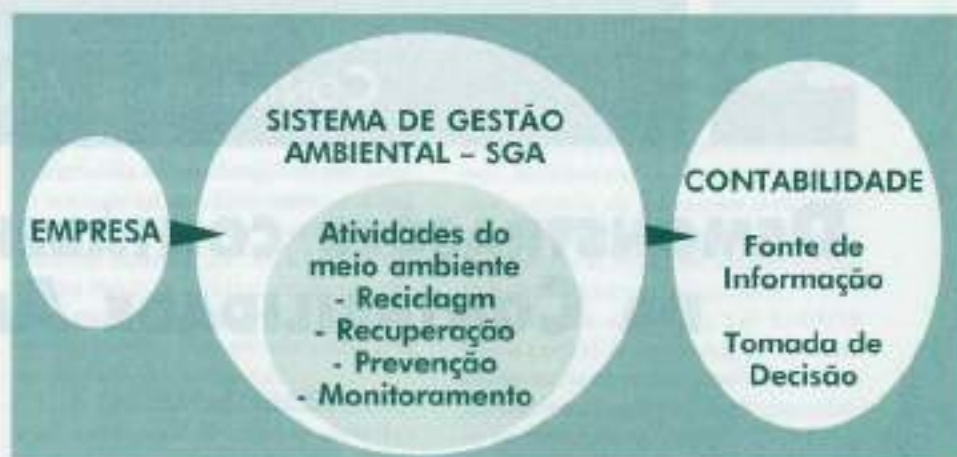 EMPRESA
SISTEMA DE GESTÃO
AMBIENTAL – SGA
Atividades do
meio ambiente
- Reciclagm
- Recuperação
- Prevenção
- Monitoramento
CONTABILIDADE
Fonte de
Informação
Tomada de
Decisão